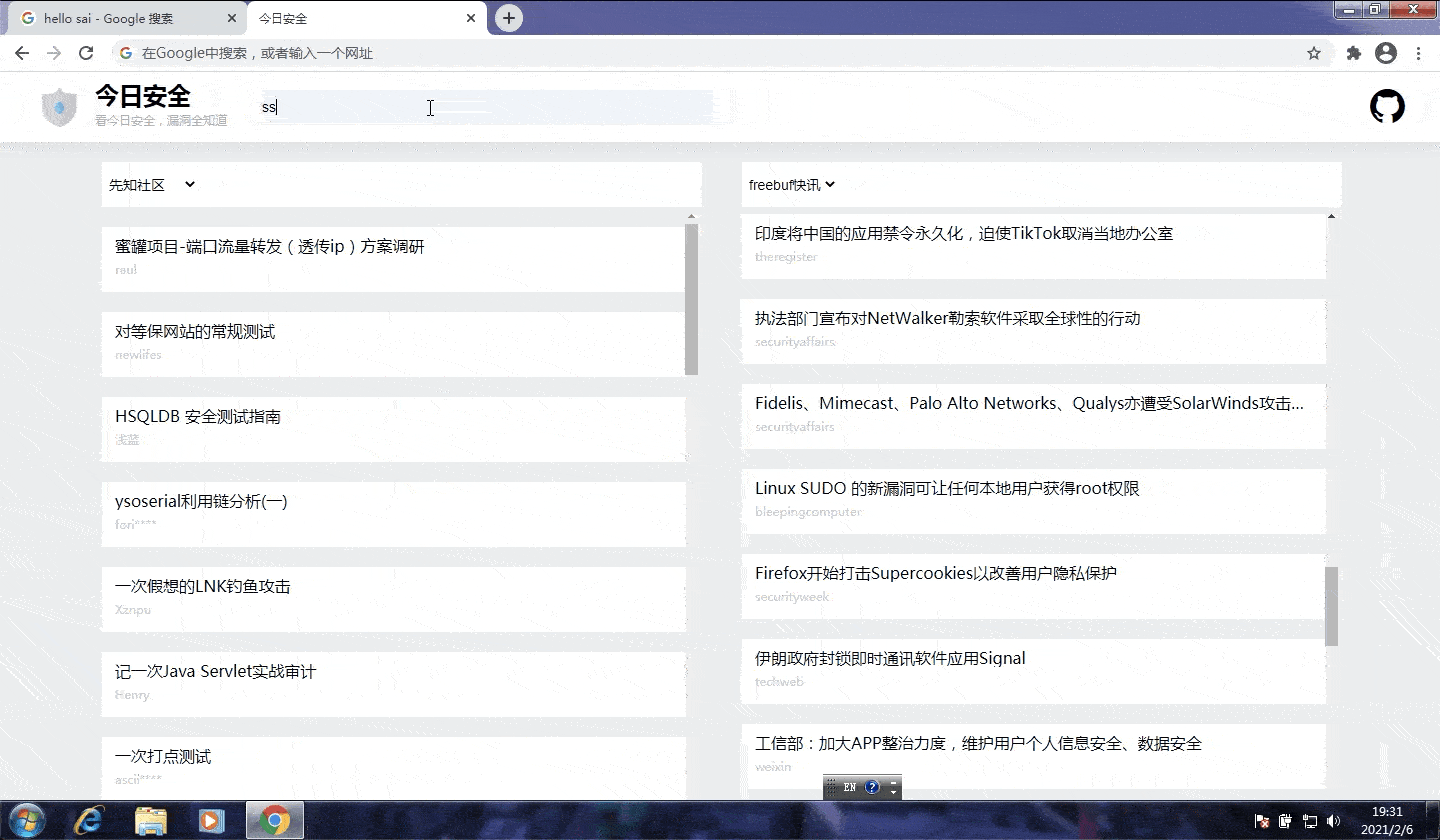 hello sai - Google 搜索
今日安全
在Google中搜索，或者输入一个网址
今日安全
看今日安全，漏洞全知道
ss
先知社区
蜜罐项目-端口流量转发（透传ip）方案调研
raul
对等保网站的常规测试
newlifes
HSQLDB 安全测试指南
浅蓝
ysoserial利用链分析(一)
fori****
一次假想的LNK钓鱼攻击
Xznpu
记一次Java Servlet实战审计
Henry
一次打点测试
ascii****
freebuf快讯
印度将中国的应用禁令永久化，迫使TikTok取消当地办公室
theregister
执法部门宣布对NetWalker勒索软件采取全球性的行动
securityaffairs
Fidelis、Mimecast、Palo Alto Networks、Qualys亦遭受SolarWinds攻击...
securityaffairs
Linux SUDO 的新漏洞可让任何本地用户获得root权限
bleepingcomputer
Firefox开始打击Supercookies以改善用户隐私保护
securityweek
伊朗政府封锁即时通讯软件应用Signal
techweb
工信部：加大APP整治力度，维护用户个人信息安全、数据安全
weixin
EN
19:31
2021/2/6